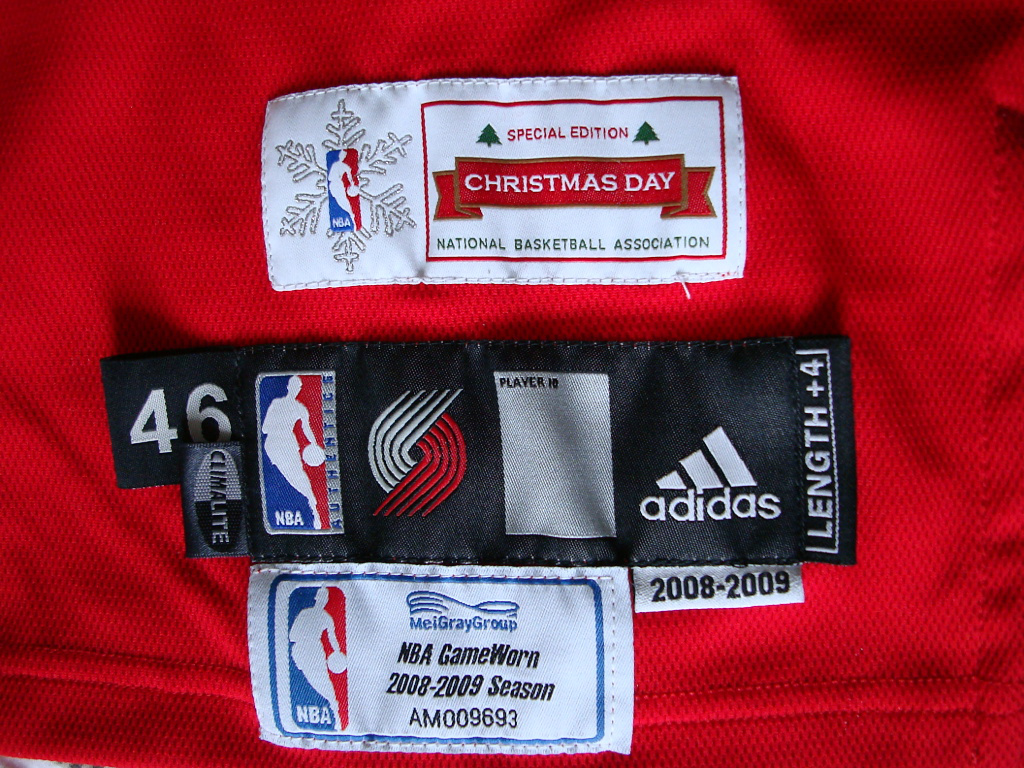 SPECIAL EDITION
CHRISTMAS DAY
NATIONAL BASKETBALL ASSOCIATION
NBA
46
CLIMALITE
NBA
AUTHENTICS
PLAYER ID
adidas
LENGTH +4
2008-2009
NBA
MeiGrayGroup
NBA GameWorn
2008-2009 Season
AM009693